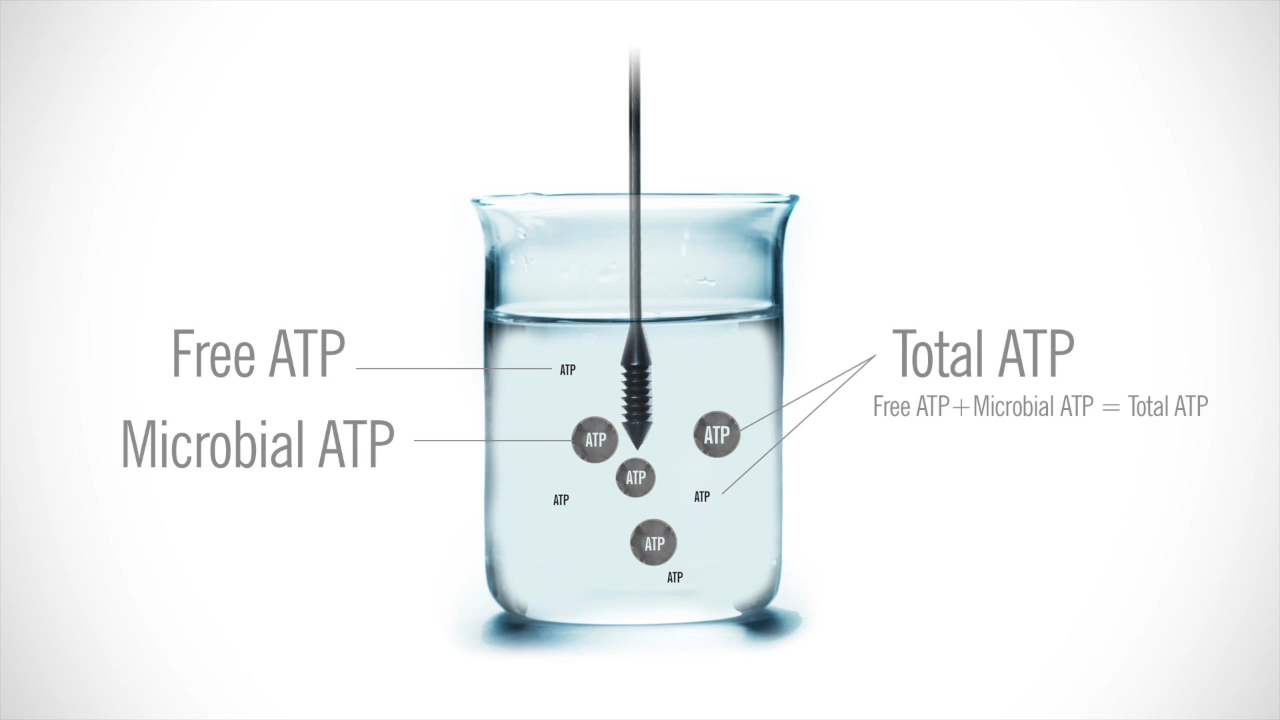 Free ATP
Microbial ATP
Total ATP
Free ATP+Microbial ATP = Total ATP
ATP
ATP
ATP
ATP
ATP
ATP
ATP
ATP